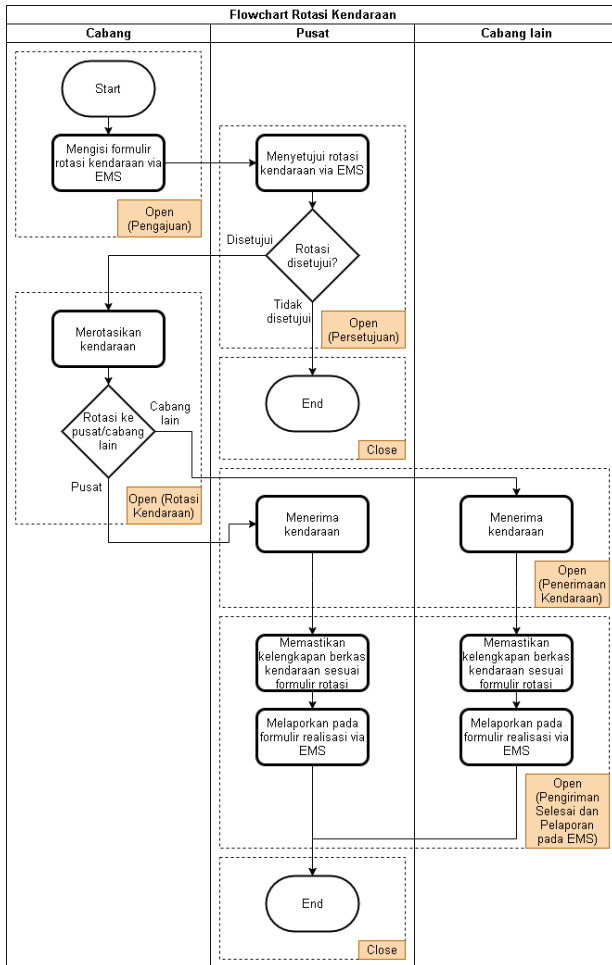 Flowchart Rotasi Kendaraan
Cabang
Pusat
Cabang lain
Start
Mengisi formulir
rotasi kendaraan via
EMS
Menyetujui rotasi
kendaraan via EMS
Open
(Pengajuan)
Disetujui
Rotasi
disetujui?
Tidak
disetujui
Open
(Persetujuan)
Merotasikan
kendaraan
End
Close
Rotasi ke
pusat/cabang
lain
Cabang
lain
Pusat
Open (Rotasi
Kendaraan)
Menerima
kendaraan
Menerima
kendaraan
Open
(Penerimaan
Kendaraan)
Memastikan
kelengkapan berkas
kendaraan sesuai
formulir rotasi
Memastikan
kelengkapan berkas
kendaraan sesuai
formulir rotasi
Melaporkan pada
formulir realisasi via
EMS
Melaporkan pada
formulir realisasi via
EMS
Open
(Pengiriman
Selesai dan
Pelaporan
pada EMS)
End
Close